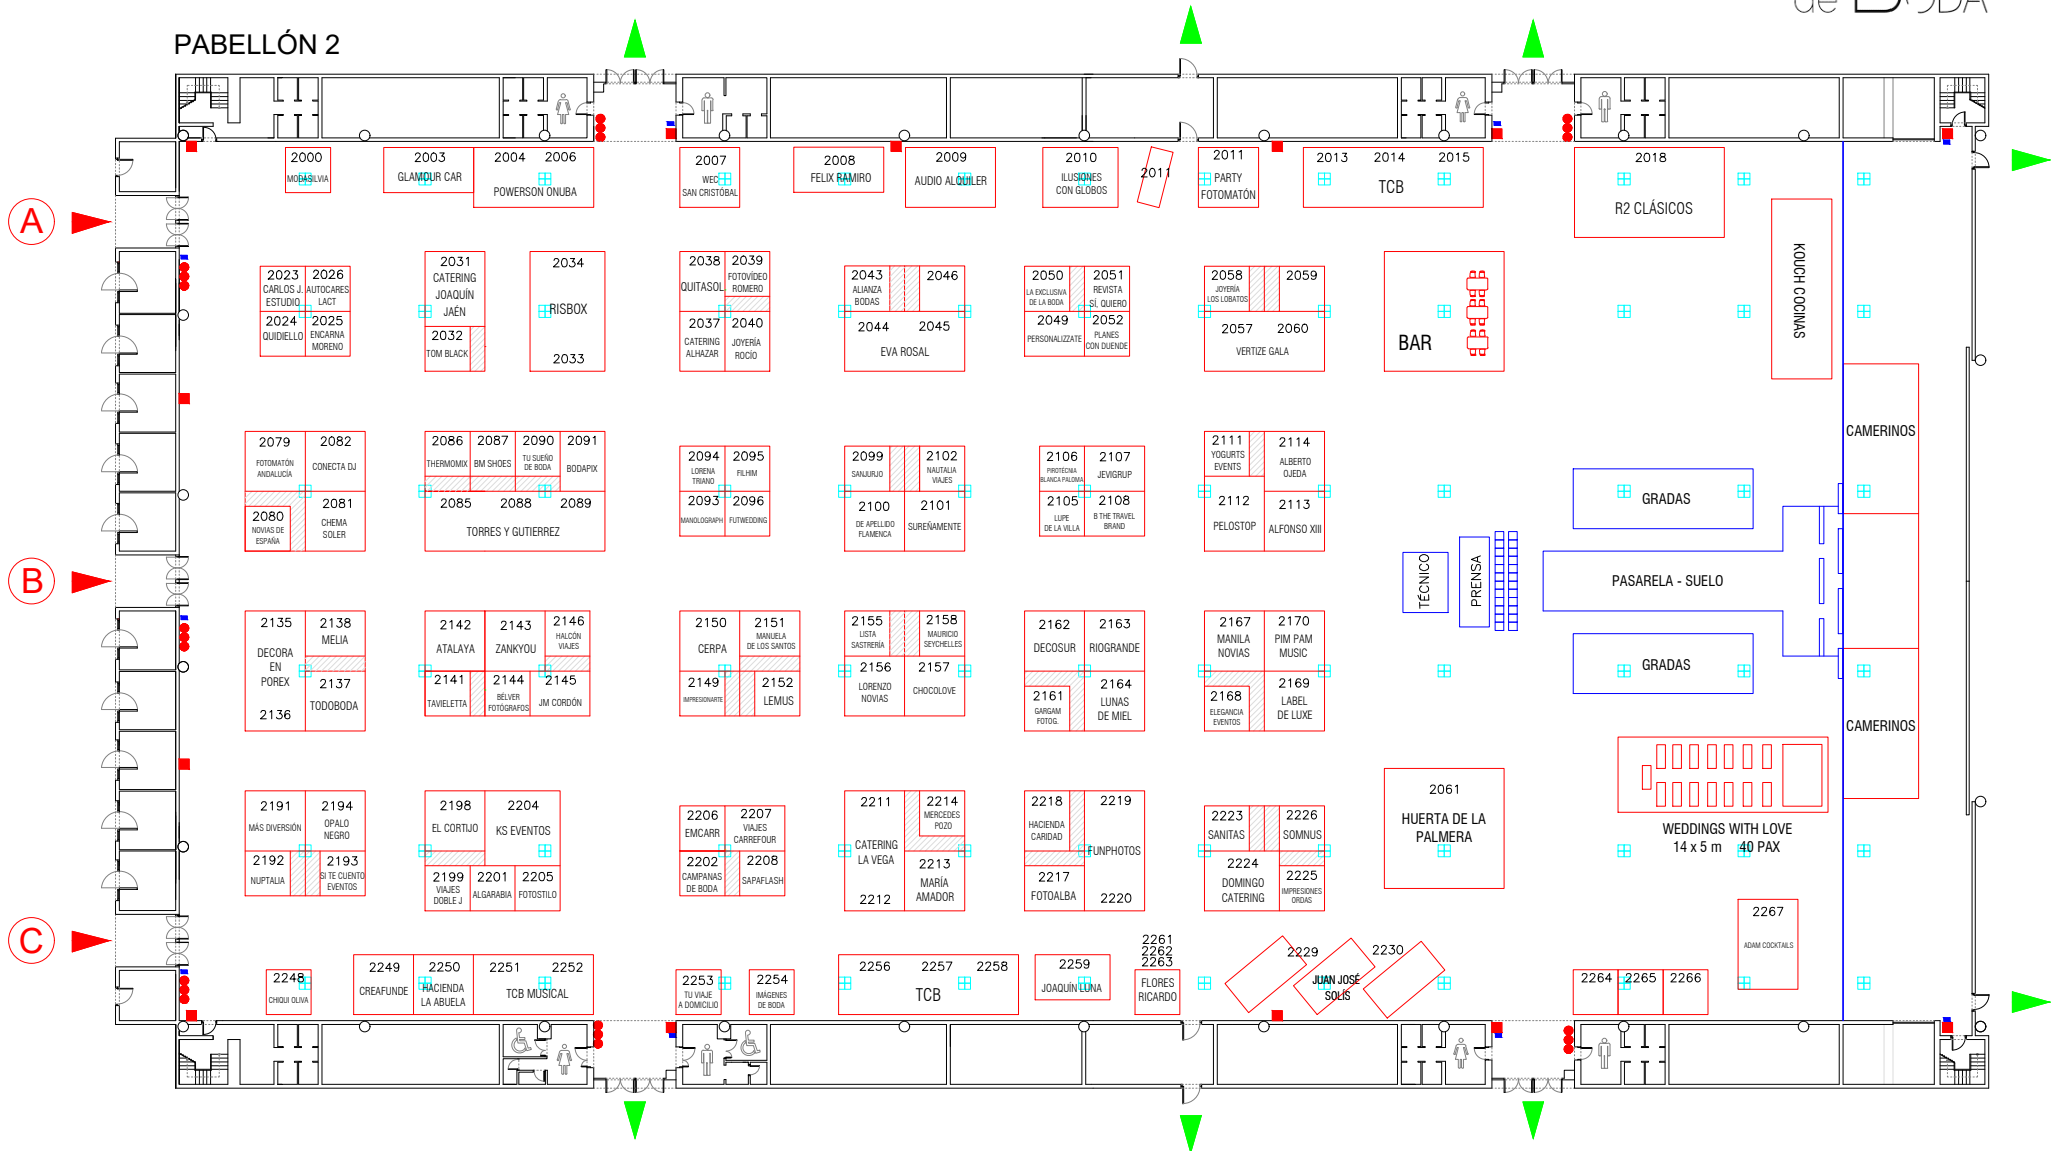 de BODA
PABELLÓN 2
2000
MODASILVIA
2003
GLAMOUR CAR
2004 2006
POWERSON ONUBA
2007
WEC
SAN CRISTÓBAL
2008
FELIX RAMIRO
2009
AUDIO ALQUILER
2010
ILUSIONES
CON GLOBOS
2011
2011
PARTY
FOTOMATÓN
2013 2014 2015
TCB
2018
R2 CLÁSICOS
KOUCH COCINAS
A
2023
CARLOS J.
ESTUDIO
2026
AUTOCARES
LACT
2024
QUIDIELLO
2025
ENCARNA
MORENO
2031
CATERING
JOAQUÍN
JAÉN
2032
TOM BLACK
2034
RISBOX
2033
2038
QUITASOL
2039
FOTOVÍDEO
ROMERO
2037
CATERING
ALHAZAR
2040
JOYERÍA
ROCÍO
2043
ALIANZA
BODAS
2046
2044 2045
EVA ROSAL
2050
LA EXCLUSIVA
DE LA BODA
2051
REVISTA
SÍ, QUIERO
2049
PERSONALIZZATE
2052
PLANES
CON DUENDE
2058
JOYERÍA
LOS LOBATOS
2059
2057 2060
VERTIZE GALA
BAR
CAMERINOS
2079
FOTOMATÓN
ANDALUCÍA
2082
CONECTA DJ
2080
NOVIAS DE
ESPAÑA
2081
CHEMA
SOLER
2086
THERMOMIX
2087
BM SHOES
2090
TU SUEÑO
DE BODA
2091
BODAPIX
2085 2088 2089
TORRES Y GUTIERREZ
2094
LORENA
TRIANO
2095
FILHIM
2093
MANOLOGRAPH
2096
FUTWEDDING
2099
SANJURJO
2102
NAUTALIA
VIAJES
2100
DE APELLIDO
FLAMENCA
2101
SUREÑAMENTE
2106
PIROTÉCNIA
BLANCA PALOMA
2107
JEVIGRUP
2105
LUPE
DE LA VILLA
2108
B THE TRAVEL
BRAND
2111
YOGURTS
EVENTS
2114
ALBERTO
OJEDA
2112
PELOSTOP
2113
ALFONSO XIII
GRADAS
TÉCNICO
PRENSA
PASARELA - SUELO
GRADAS
B
2135
DECORA
EN
POREX
2136
2138
MELIA
2137
TODOBODA
2142
ATALAYA
2143
ZANKYOU
2146
HALCÓN
VIAJES
2141
TAVIELETTA
2144
BÉLVER
FOTÓGRAFOS
2145
JM CORDÓN
2150
CERPA
2151
MANUELA
DE LOS SANTOS
2149
IMPRESIONARTE
2152
LEMUS
2155
LISTA
SASTRERÍA
2158
MAURICIO
SEYCHELLES
2156
LORENZO
NOVIAS
2157
CHOCOLOVE
2162
DECOSUR
2163
RIOGRANDE
2161
GARGAM
FOTOG.
2164
LUNAS
DE MIEL
2167
MANILA
NOVIAS
2170
PIM PAM
MUSIC
2168
ELEGANCIA
EVENTOS
2169
LABEL
DE LUXE
CAMERINOS
2191
MÁS DIVERSIÓN
2194
OPALO
NEGRO
2192
NUPTALIA
2193
SI TE CUENTO
EVENTOS
2198
EL CORTIJO
2204
KS EVENTOS
2199
VIAJES
DOBLE J
2201
ALGARABIA
2205
FOTOSTILO
2206
EMCARR
2207
VIAJES
CARREFOUR
2202
CAMPANAS
DE BODA
2208
SAPAFLASH
2211
CATERING
LA VEGA
2212
2214
MERCEDES
POZO
2213
MARÍA
AMADOR
2218
HACIENDA
CARIDAD
2219
FUNPHOTOS
2220
2217
FOTOALBA
2223
SANITAS
2226
SOMNUS
2224
DOMINGO
CATERING
2225
IMPRESIONES
ORDAS
2061
HUERTA DE LA
PALMERA
WEDDINGS WITH LOVE
14 x 5 m 40 PAX
C
2248
CHIQUI OLIVA
2249
CREAFUNDE
2250
HACIENDA
LA ABUELA
2251 2252
TCB MUSICAL
2253
TU VIAJE
A DOMICILIO
2254
IMÁGENES
DE BODA
2256 2257 2258
TCB
2259
JOAQUÍN LUNA
2261
2262
2263
FLORES
RICARDO
2229 2230
JUAN JOSÉ
SOLÍS
2264 2265 2266
2267
ADAM COCKTAILS